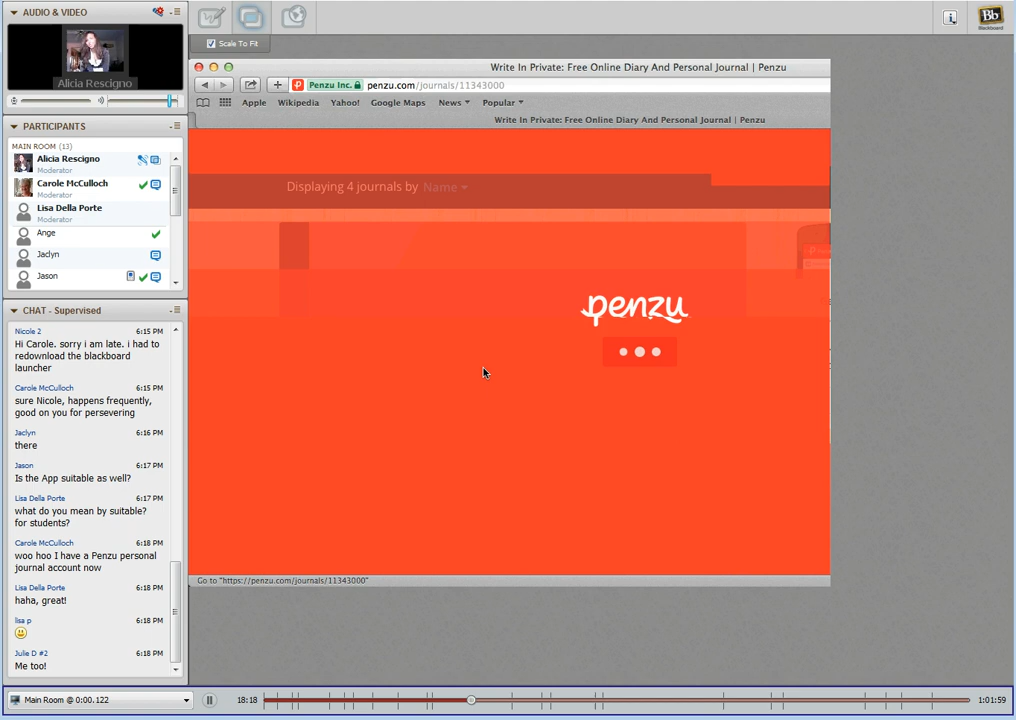 AUDIO & VIDEO
Alicia Rescigno
PARTICIPANTS
MAIN ROOM (13)
Alicia Rescigno
Moderator
Carole McCulloch
Moderator
Lisa Della Porte
Moderator
Ange
Jaclyn
Jason
CHAT - Supervised
Nicole 2 6:15 PM
Hi Carole. sorry i am late. i had to
redownload the blackboard
launcher
Carole McCulloch 6:15 PM
sure Nicole, happens frequently,
good on you for persevering
Jaclyn 6:16 PM
there
Jason 6:17 PM
Is the App suitable as well?
Lisa Della Porte 6:17 PM
what do you mean by suitable?
for students?
Carole McCulloch 6:18 PM
woo hoo I have a Penzu personal
journal account now
Lisa Della Porte 6:18 PM
haha, great!
lisa p 6:18 PM
Julie D #2 6:18 PM
Me too!
Scale To Fit
Bb
Blackboard
Write In Private: Free Online Diary And Personal Journal | Penzu
Penzu Inc. penzu.com/journals/11343000
Apple Wikipedia Yahoo! Google Maps News Popular
Write In Private: Free Online Diary And Personal Journal | Penzu
Displaying 4 journals by Name
penzu
Go to "https://penzu.com/journals/11343000"
Main Room @ 0:00.122 18:18 1:01:59